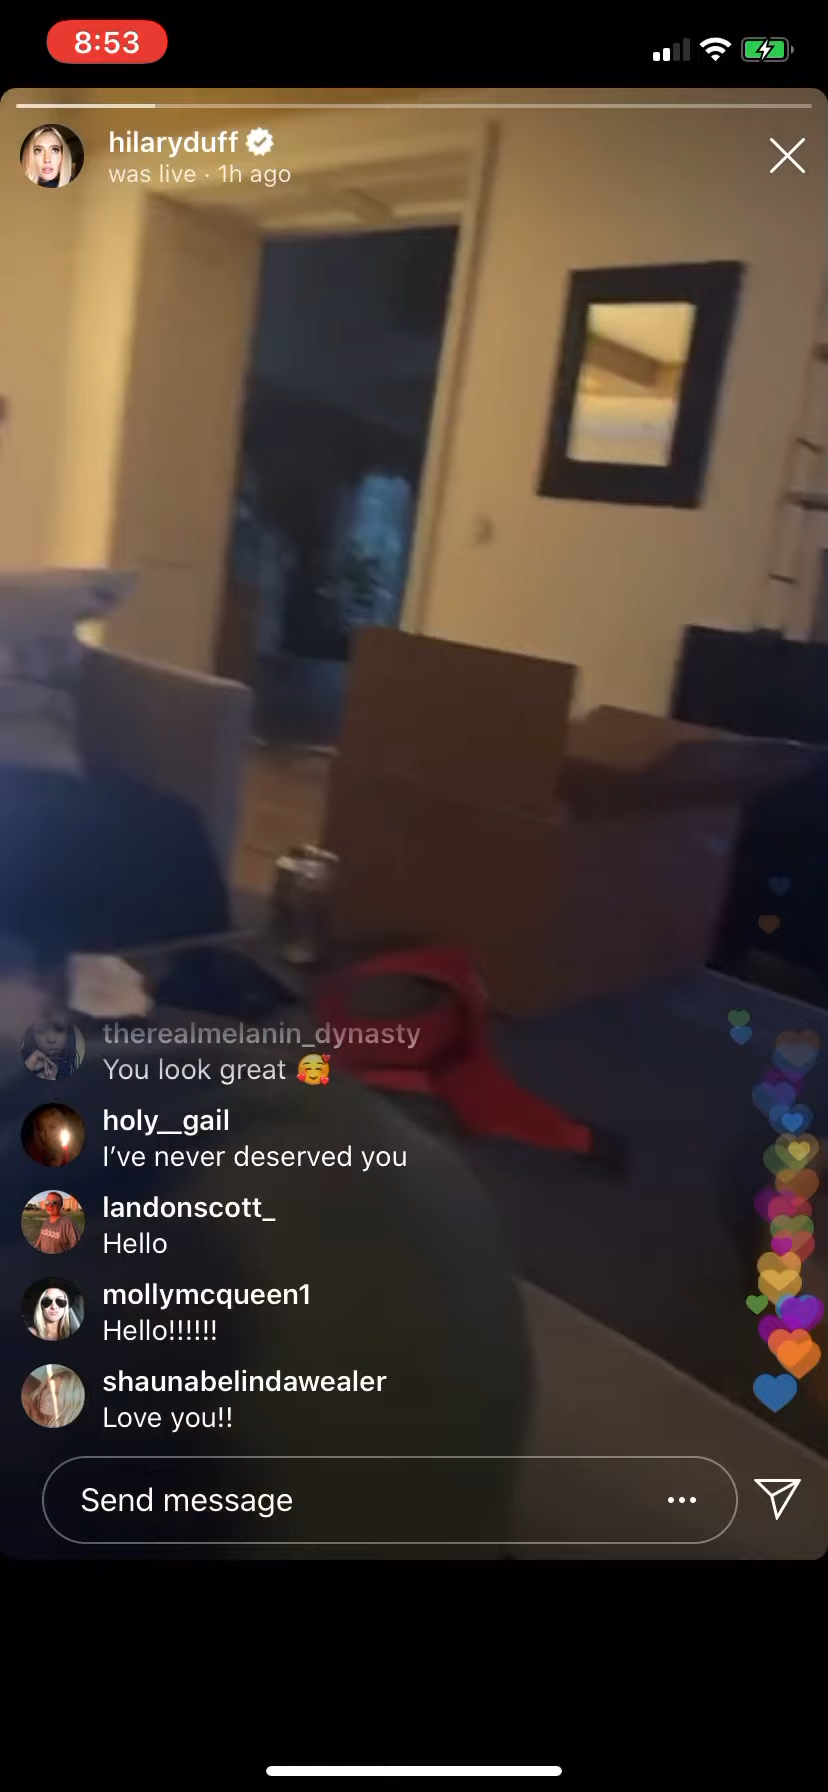 8:53
hilaryduff
was live · 1h ago
therealmelanin_dynasty
You look great 🥰
holy__gail
I've never deserved you
landonscott_
Hello
mollymcqueen1
Hello!!!!!!
shaunabelindawealer
Love you!!
Send message